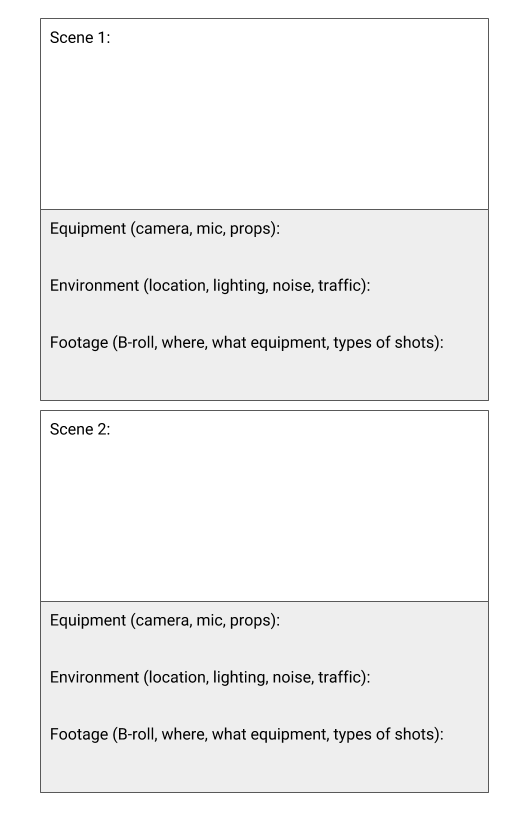 Scene 1:
Equipment (camera, mic, props):
Environment (location, lighting, noise, traffic):
Footage (B-roll, where, what equipment, types of shots):
Scene 2:
Equipment (camera, mic, props):
Environment (location, lighting, noise, traffic):
Footage (B-roll, where, what equipment, types of shots):